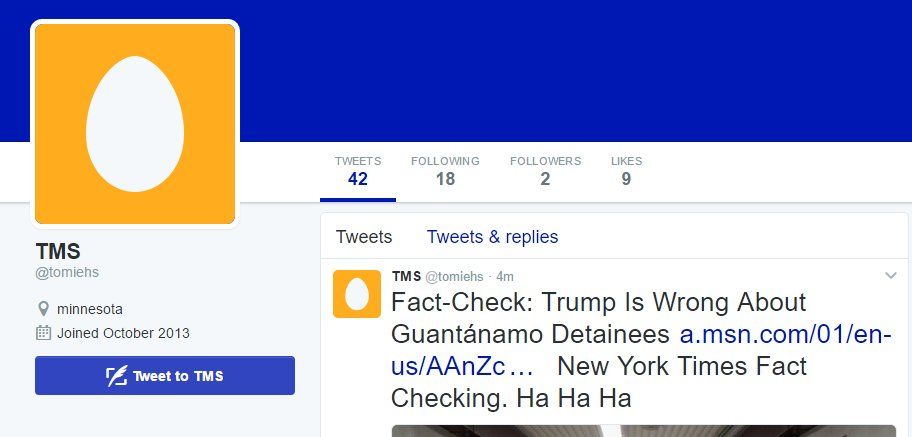 TWEETS FOLLOWING FOLLOWERS LIKES
42 18 2 9
TMS
@tomiehs
minnesota
Joined October 2013
Tweet to TMS
Tweets Tweets & replies
TMS @tomiehs · 4m
Fact-Check: Trump Is Wrong About
Guantánamo Detainees a.msn.com/01/en-
us/AAnZc… New York Times Fact
Checking. Ha Ha Ha